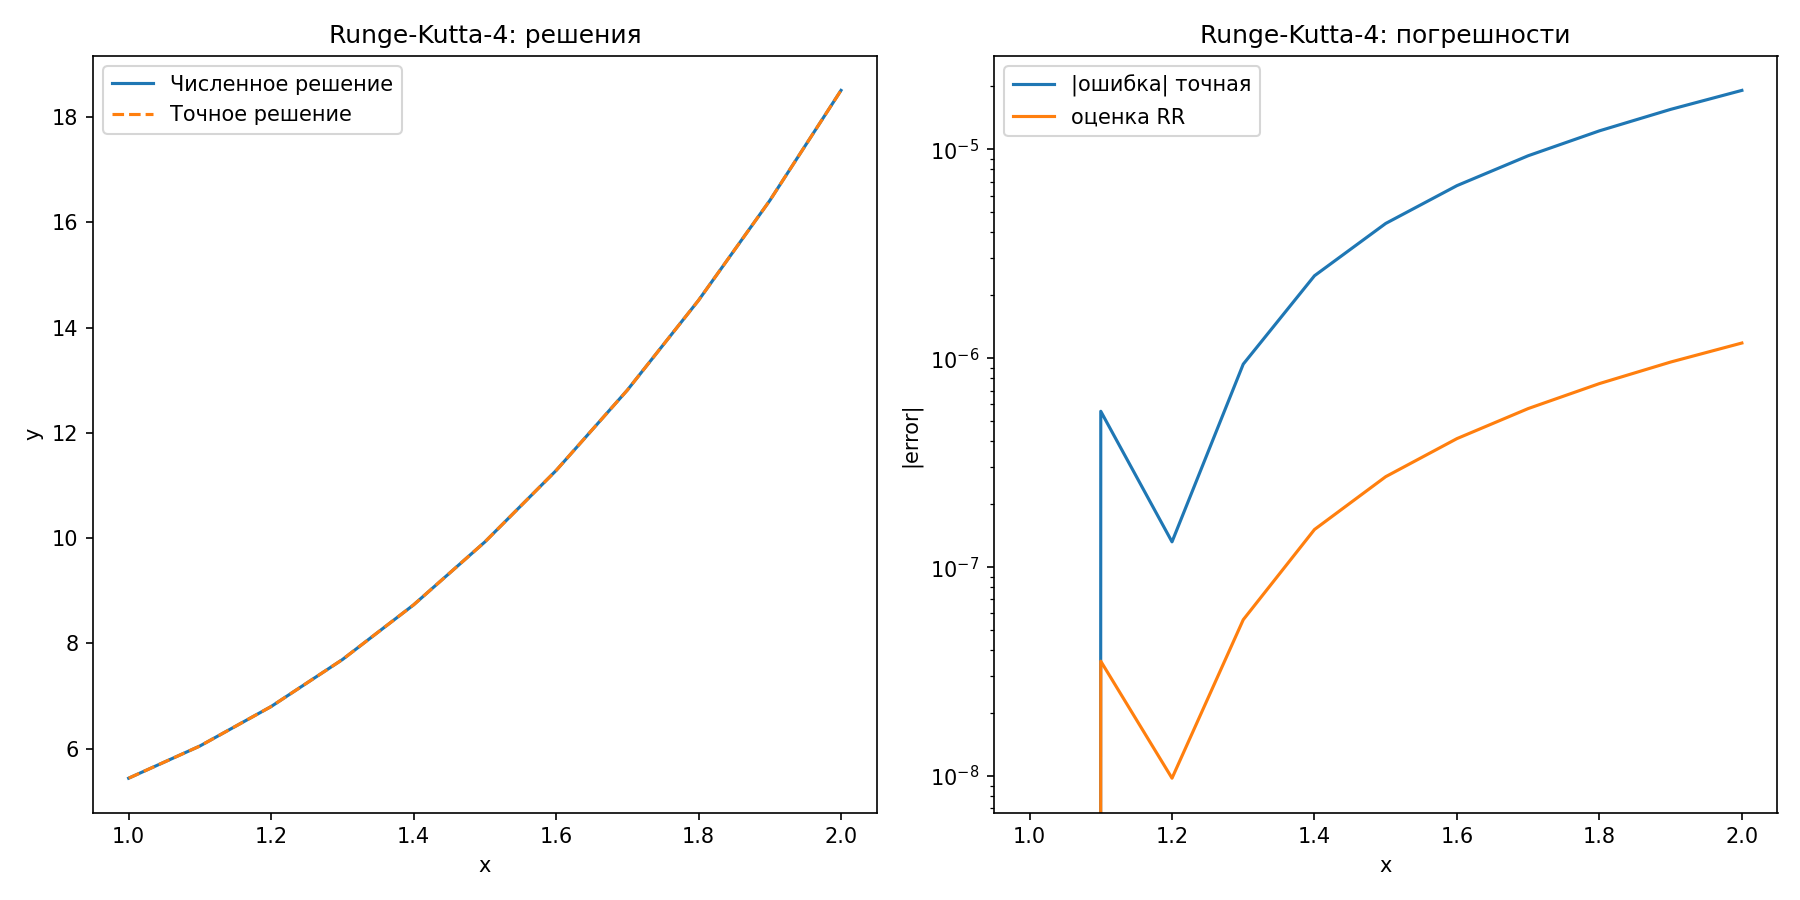 Runge-Kutta-4: решения
Численное решение
Точное решение
18
16
14
12
10
8
6
y
1.0 1.2 1.4 1.6 1.8 2.0
x
Runge-Kutta-4: погрешности
|ошибка| точная
оценка RR
10⁻⁵
10⁻⁶
10⁻⁷
10⁻⁸
|error|
1.0 1.2 1.4 1.6 1.8 2.0
x